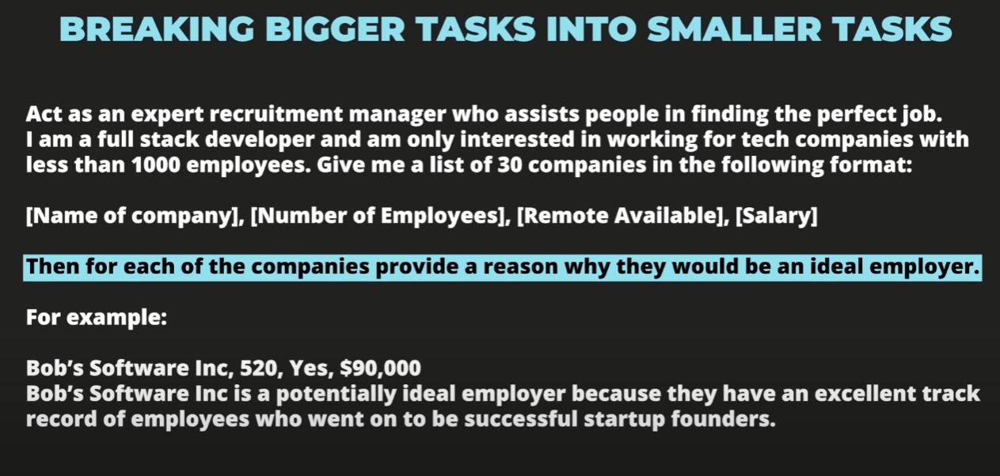 BREAKING BIGGER TASKS INTO SMALLER TASKS
Act as an expert recruitment manager who assists people in finding the perfect job.
I am a full stack developer and am only interested in working for tech companies with
less than 1000 employees. Give me a list of 30 companies in the following format:
[Name of company], [Number of Employees], [Remote Available], [Salary]
Then for each of the companies provide a reason why they would be an ideal employer.
For example:
Bob’s Software Inc, 520, Yes, $90,000
Bob’s Software Inc is a potentially ideal employer because they have an excellent track
record of employees who went on to be successful startup founders.